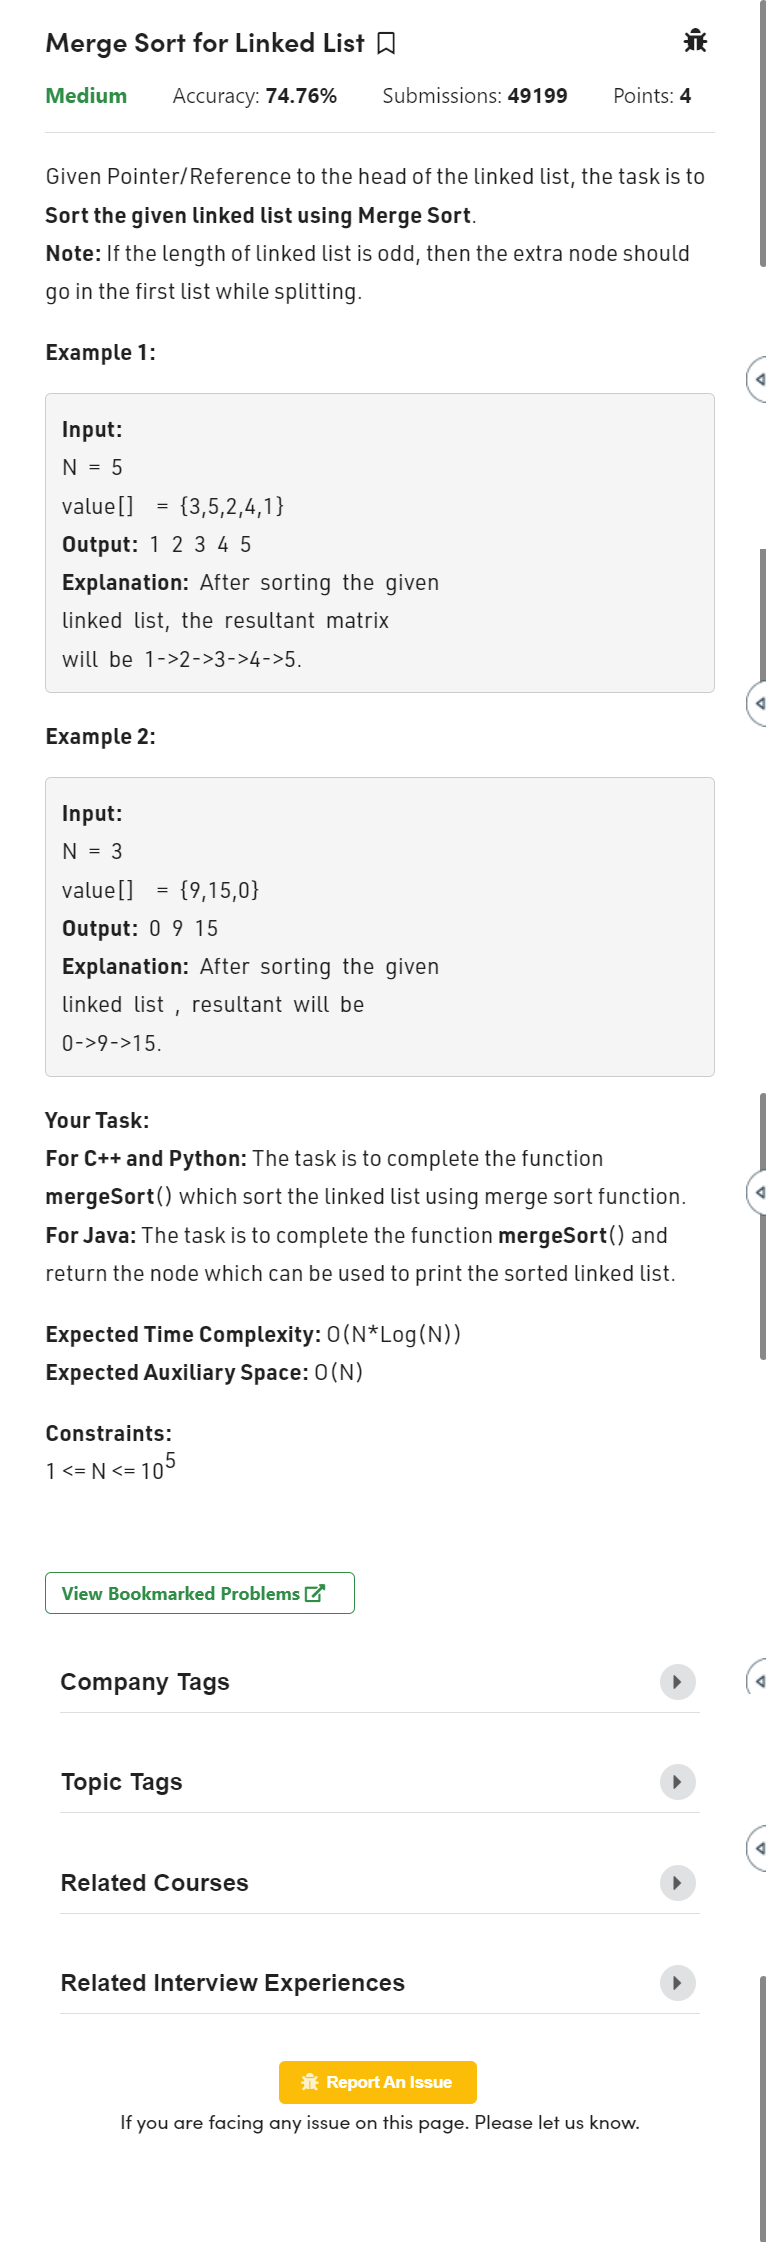 Merge Sort for Linked List
Medium Accuracy: 74.76% Submissions: 49199 Points: 4
Given Pointer/Reference to the head of the linked list, the task is to
Sort the given linked list using Merge Sort.
Note: If the length of linked list is odd, then the extra node should
go in the first list while splitting.
Example 1:
Input:
N = 5
value[] = {3,5,2,4,1}
Output: 1 2 3 4 5
Explanation: After sorting the given
linked list, the resultant matrix
will be 1->2->3->4->5.
Example 2:
Input:
N = 3
value[] = {9,15,0}
Output: 0 9 15
Explanation: After sorting the given
linked list , resultant will be
0->9->15.
Your Task:
For C++ and Python: The task is to complete the function
mergeSort() which sort the linked list using merge sort function.
For Java: The task is to complete the function mergeSort() and
return the node which can be used to print the sorted linked list.
Expected Time Complexity: O(N*Log(N))
Expected Auxiliary Space: O(N)
Constraints:
1 <= N <= 10⁵
View Bookmarked Problems
Company Tags
Topic Tags
Related Courses
Related Interview Experiences
Report An Issue
If you are facing any issue on this page. Please let us know.